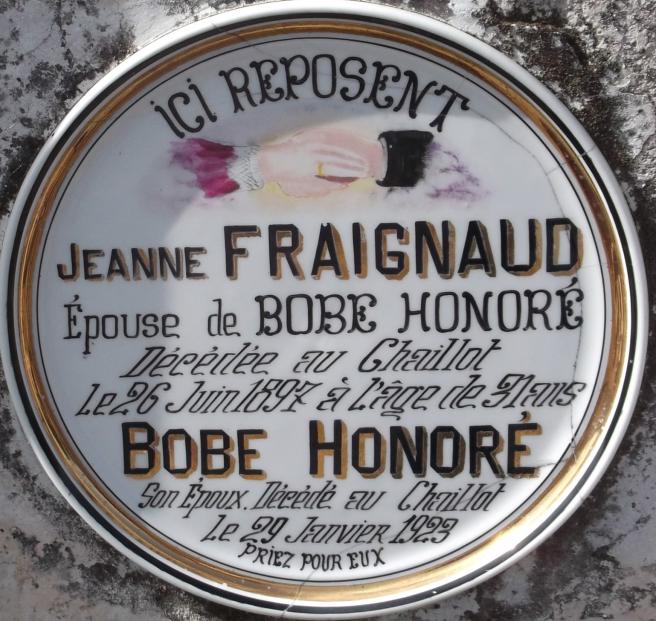 iCi REPOSENT
JEANNE FRAIGNAUD
Épouse de BOBE HONORÉ
Décédée au Chaillot
Le 26 Juin 1897 à L'âge de 31 ans
BOBE HONORÉ
Son Époux. Décédé au Chaillot
Le 29 Janvier 1923
PRiEZ POUR EUX